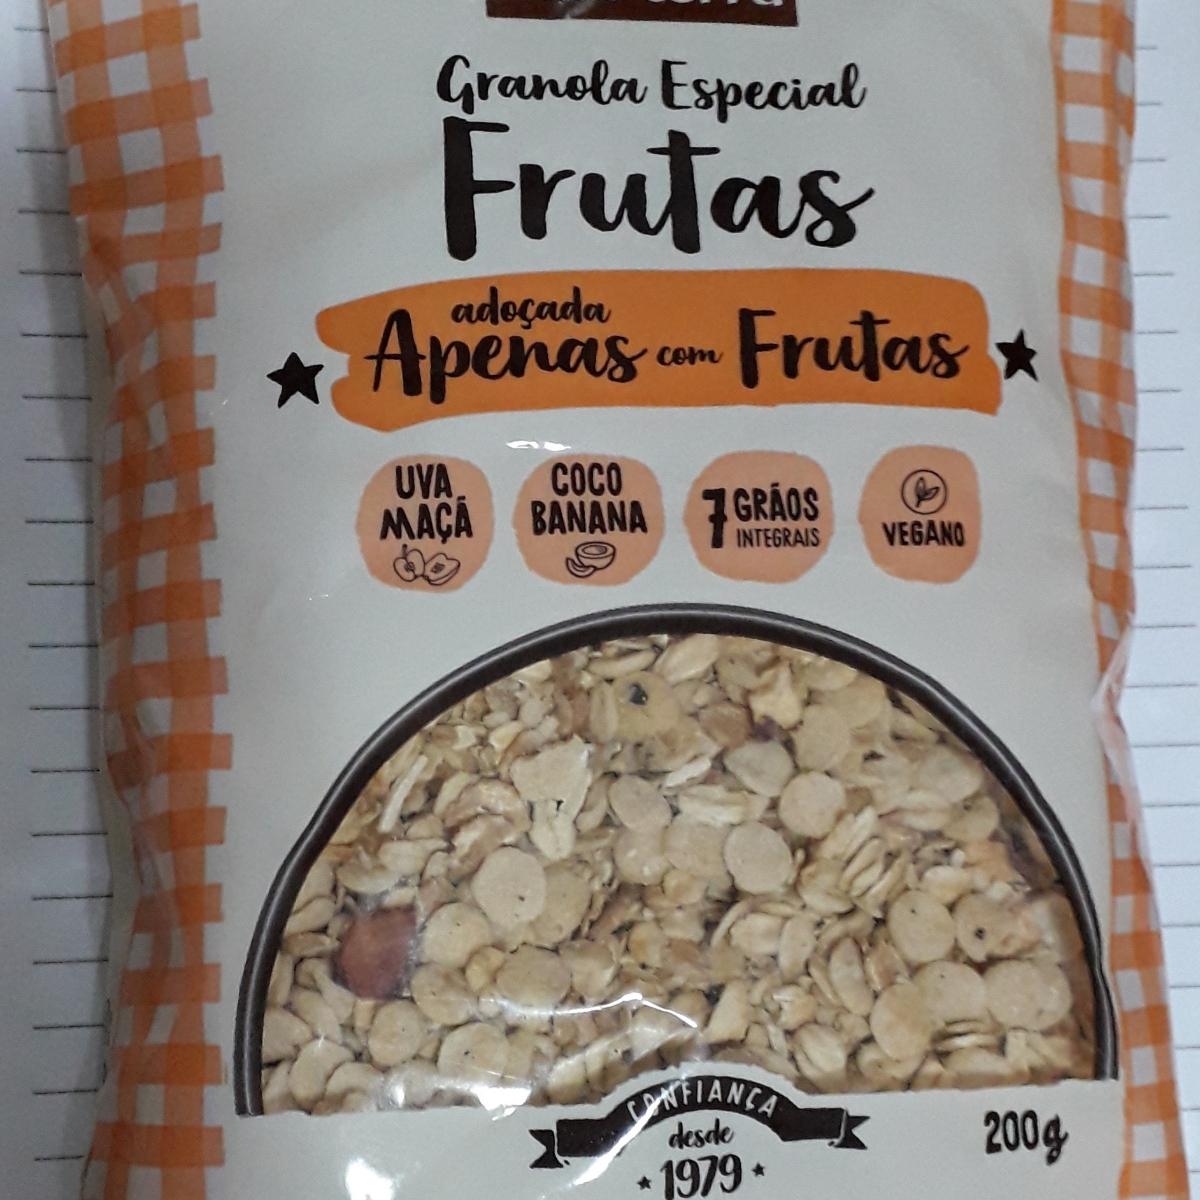 Granola Especial
Frutas
adoçada
Apenas com Frutas
UVA
MAÇÃ
COCO
BANANA
7 GRÃOS
INTEGRAIS
VEGANO
CONFIANÇA
desde
1979
200g